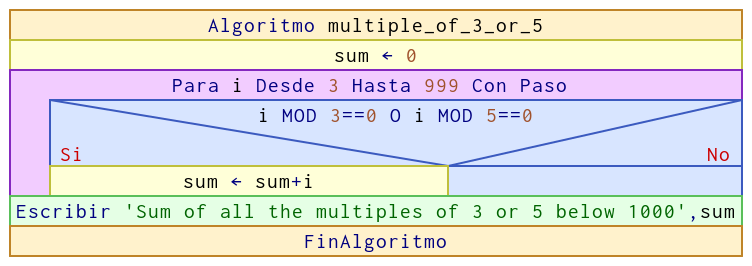 Algoritmo multiple_of_3_or_5
sum ← 0
Para i Desde 3 Hasta 999 Con Paso
i MOD 3==0 O i MOD 5==0
Si
No
sum ← sum+i
Escribir 'Sum of all the multiples of 3 or 5 below 1000',sum
FinAlgoritmo